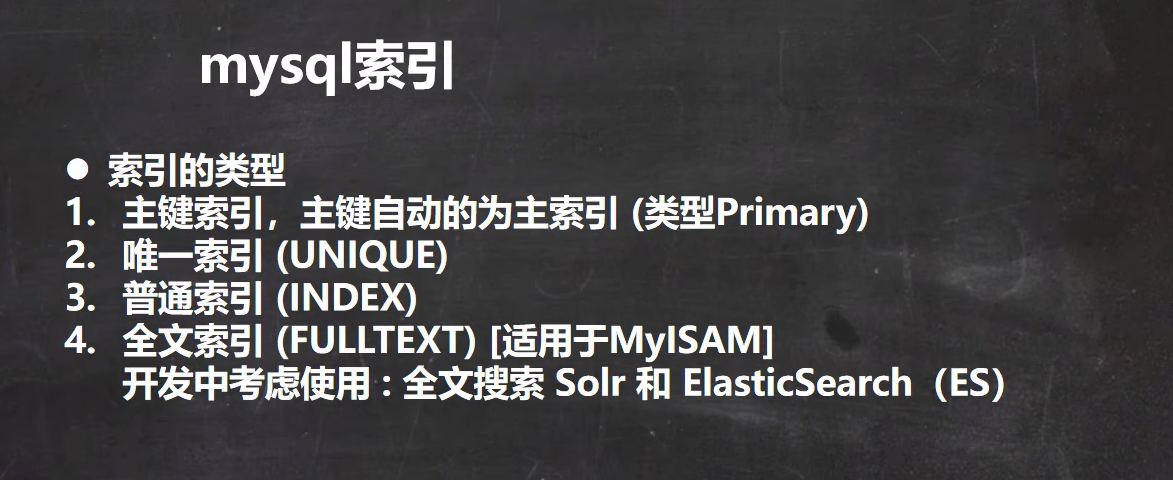 mysql索引
● 索引的类型
1. 主键索引，主键自动的为主索引 (类型Primary)
2. 唯一索引 (UNIQUE)
3. 普通索引 (INDEX)
4. 全文索引 (FULLTEXT) [适用于MyISAM]
开发中考虑使用：全文搜索 Solr 和 ElasticSearch（ES）